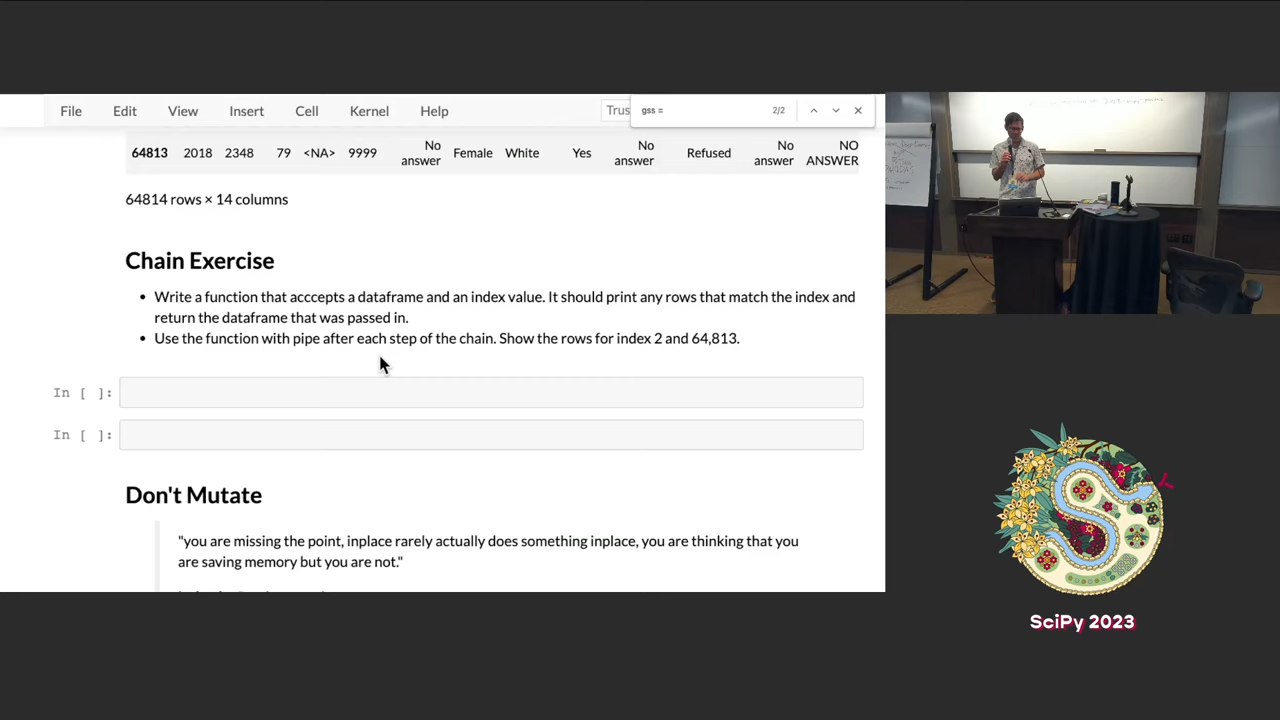 File Edit View Insert Cell Kernel Help Trus gss = 2/2
64813 2018 2348 79 <NA> 9999 No answer Female White Yes No answer Refused No answer NO ANSWER
64814 rows × 14 columns
Chain Exercise
Write a function that acccepts a dataframe and an index value. It should print any rows that match the index and
return the dataframe that was passed in.
Use the function with pipe after each step of the chain. Show the rows for index 2 and 64,813.
In [ ]:
In [ ]:
Don't Mutate
"you are missing the point, inplace rarely actually does something inplace, you are thinking that you
are saving memory but you are not."
SciPy 2023